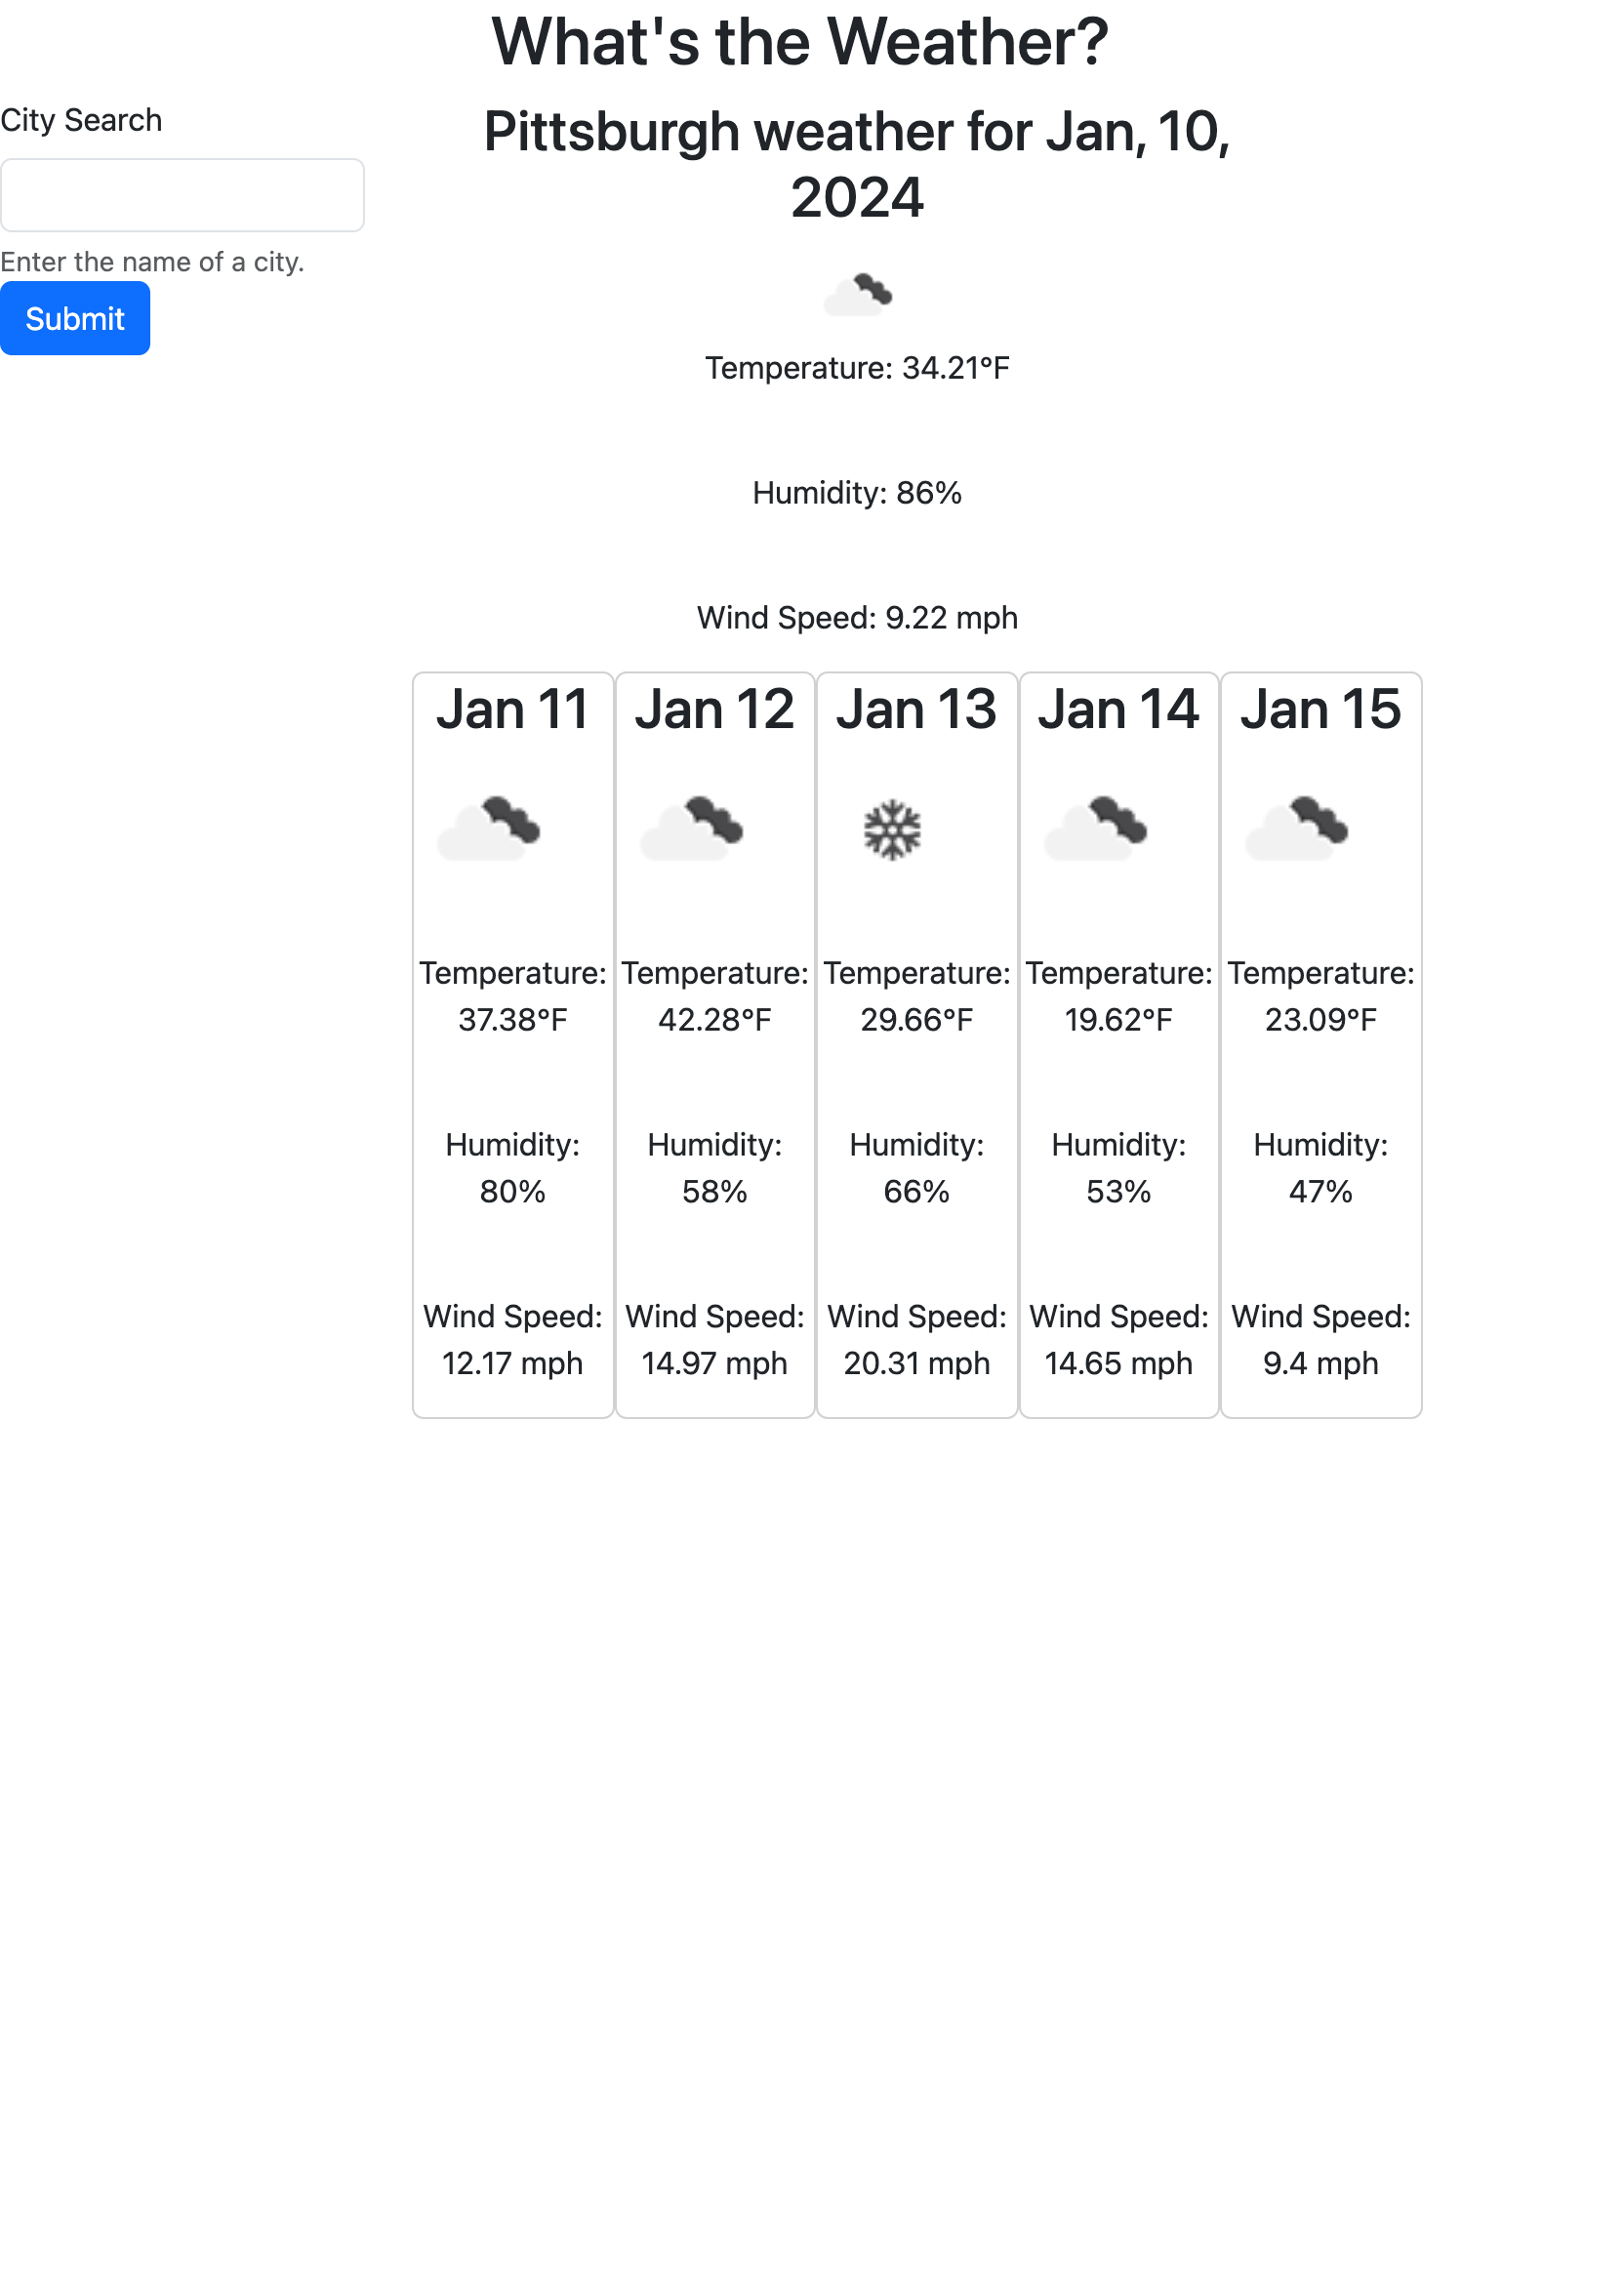 What's the Weather?
City Search
Enter the name of a city.
Submit
Pittsburgh weather for Jan, 10,
2024
Temperature: 34.21°F
Humidity: 86%
Wind Speed: 9.22 mph
Jan 11
Temperature:
37.38°F
Humidity:
80%
Wind Speed:
12.17 mph
Jan 12
Temperature:
42.28°F
Humidity:
58%
Wind Speed:
14.97 mph
Jan 13
Temperature:
29.66°F
Humidity:
66%
Wind Speed:
20.31 mph
Jan 14
Temperature:
19.62°F
Humidity:
53%
Wind Speed:
14.65 mph
Jan 15
Temperature:
23.09°F
Humidity:
47%
Wind Speed:
9.4 mph